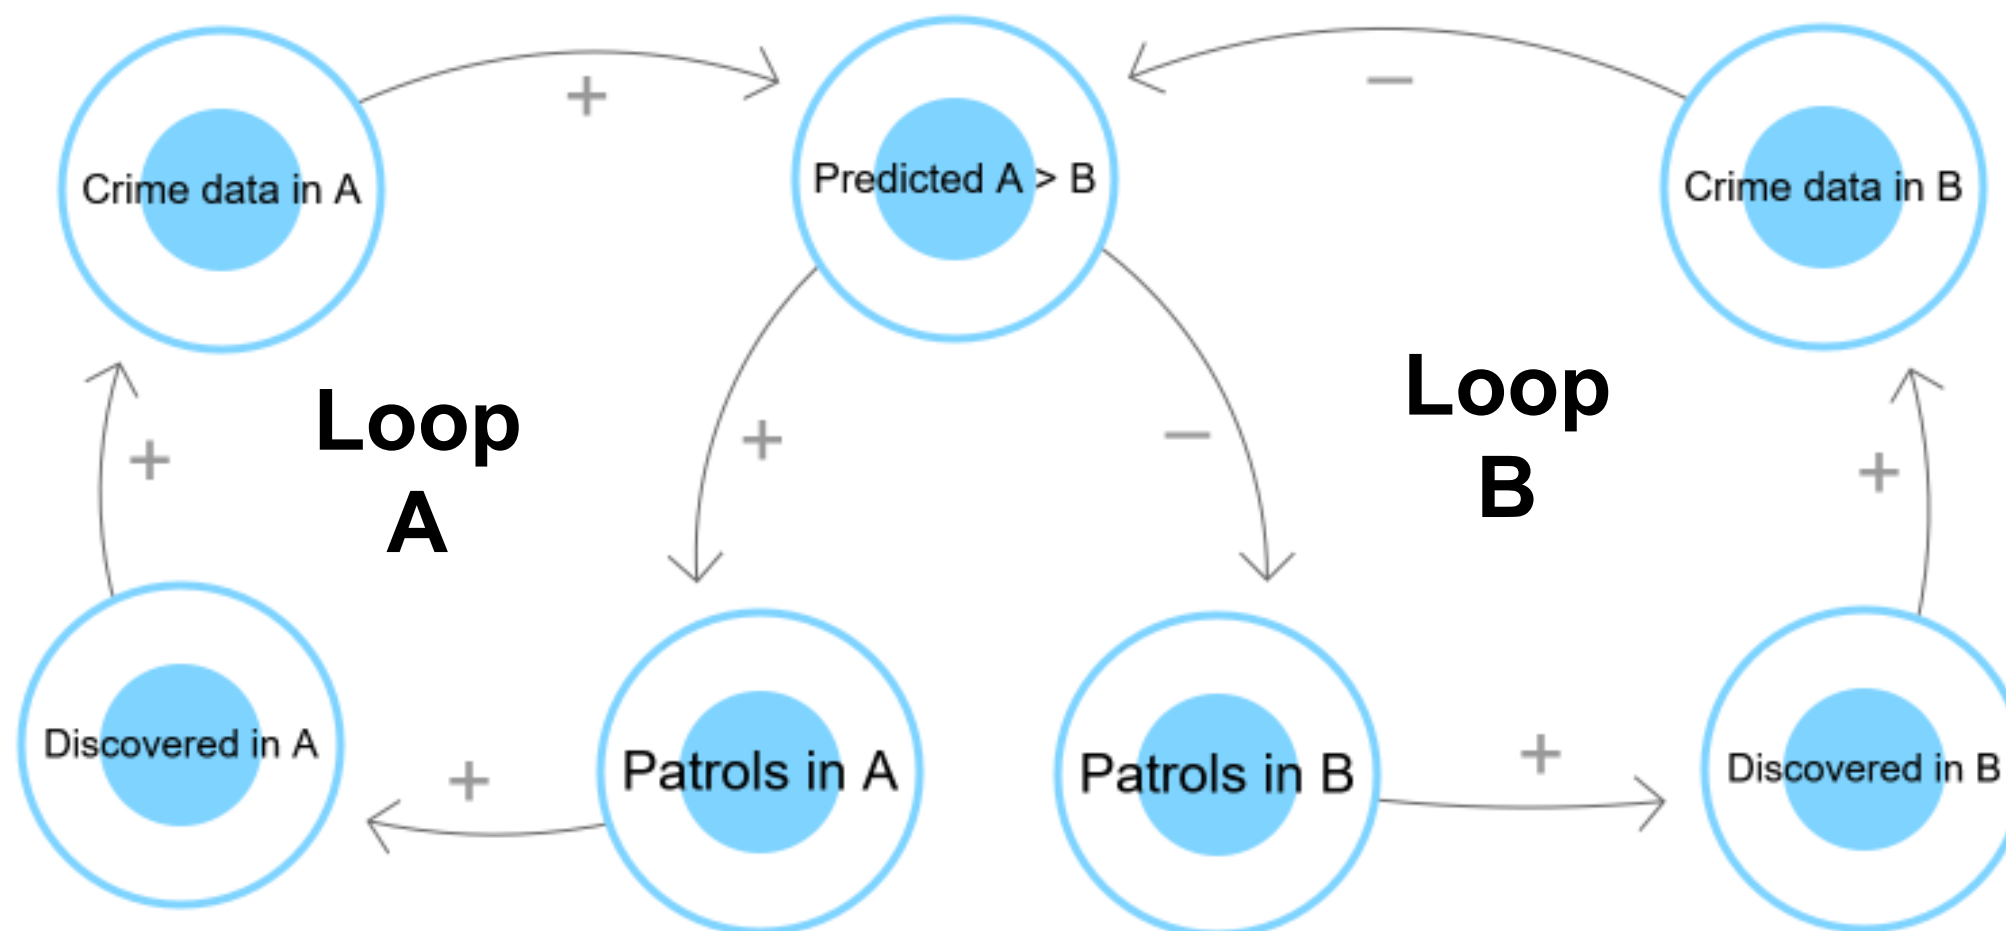 Crime data in A
+
Predicted A > B
−
Crime data in B
Loop
A
Loop
B
+
+
−
+
Discovered in A
+
Patrols in A
Patrols in B
+
Discovered in B